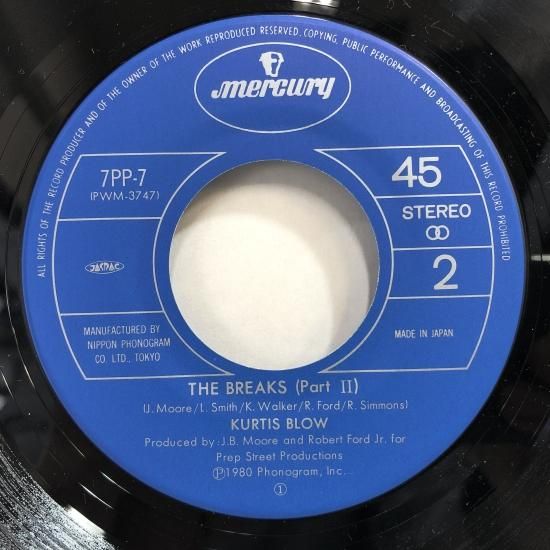 ALL RIGHTS OF THE RECORD PRODUCER AND OF THE OWNER OF THE WORK REPRODUCED RESERVED. COPYING, PUBLIC PERFORMANCE AND BROADCASTING OF THIS RECORD PROHIBITED
mercury
7PP-7
(PWM-3747)
45
STEREO
2
JASRAC
MANUFACTURED BY
NIPPON PHONOGRAM
CO. LTD., TOKYO
MADE IN JAPAN
THE BREAKS (Part II)
(J. Moore/L. Smith/K. Walker/R. Ford/R. Simmons)
KURTIS BLOW
Produced by: J.B. Moore and Robert Ford Jr. for
Prep Street Productions
Ⓟ1980 Phonogram, Inc.
①